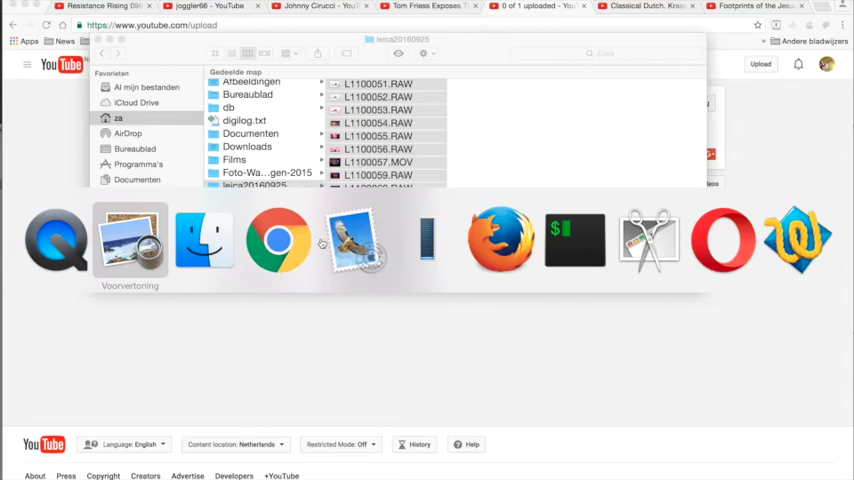 Resistance Rising 09
joggler66 - YouTube
Johnny Cirucci - YouT
Tom Friess Exposes T
0 of 1 uploaded - You
Classical Dutch. Kras
Footprints of the Jesu
https://www.youtube.com/upload
Apps
News
Andere bladwijzers
leica20160925
Zoek
YouTube
Upload
Favorieten
Al mijn bestanden
iCloud Drive
za
AirDrop
Bureaublad
Programma's
Documenten
Gedeelde map
Afbeeldingen
Bureaublad
db
digilog.txt
Documenten
Downloads
Films
Foto-Wa...gen-2015
leica20160925
L1100051.RAW
L1100052.RAW
L1100053.RAW
L1100054.RAW
L1100055.RAW
L1100056.RAW
L1100057.MOV
L1100059.RAW
L1100060.RAW
ideos
$
Voorvertoning
YouTube
Language: English
Content location: Netherlands
Restricted Mode: Off
History
Help
About
Press
Copyright
Creators
Advertise
Developers
+YouTube